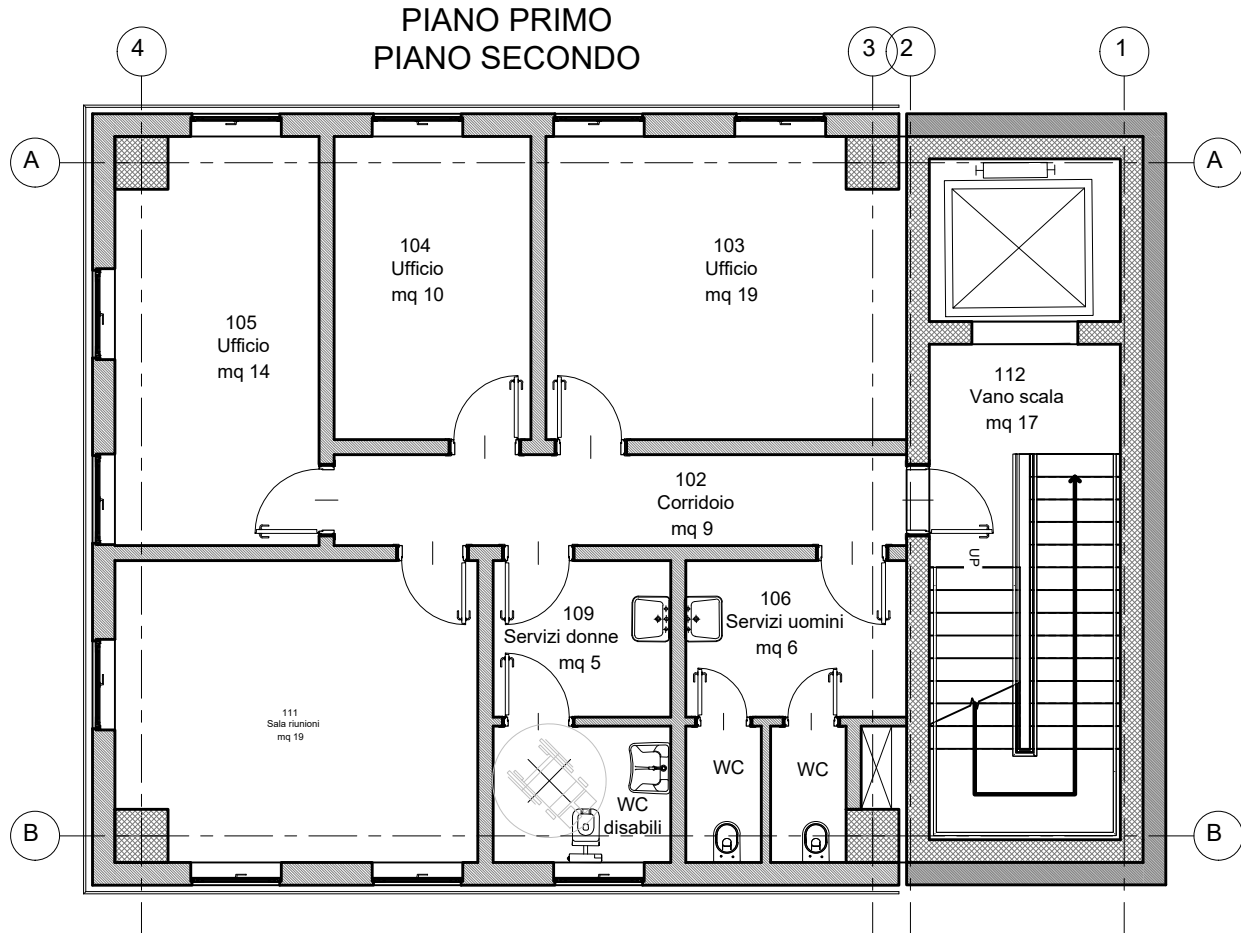 PIANO PRIMO
PIANO SECONDO
4
3
2
1
A
A
104
Ufficio
mq 10
103
Ufficio
mq 19
105
Ufficio
mq 14
112
Vano scala
mq 17
102
Corridoio
mq 9
UP
109
Servizi donne
mq 5
106
Servizi uomini
mq 6
111
Sala riunioni
mq 19
WC
disabili
WC
WC
B
B